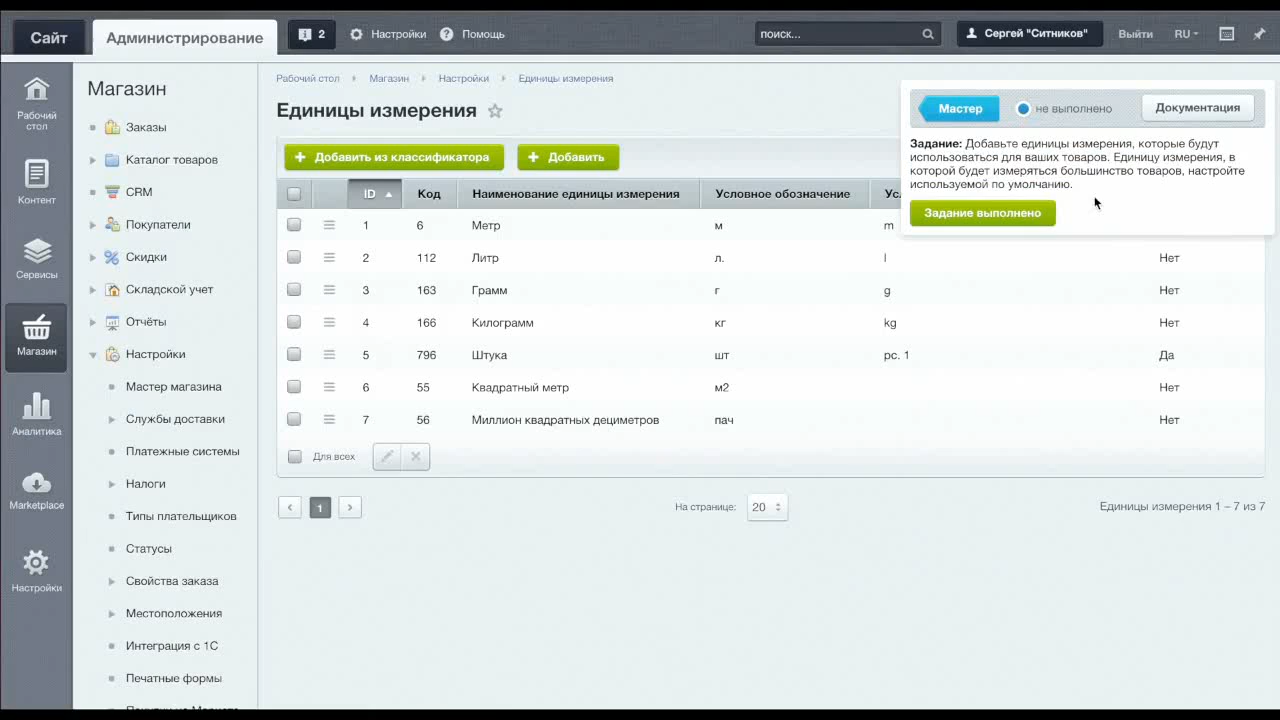 Сайт
Администрирование
2
Настройки
Помощь
поиск...
Сергей "Ситников"
Выйти
RU
Рабочий стол
Контент
Сервисы
Магазин
Аналитика
Marketplace
Настройки
Магазин
Заказы
Каталог товаров
CRM
Покупатели
Скидки
Складской учет
Отчёты
Настройки
Мастер магазина
Службы доставки
Платежные системы
Налоги
Типы плательщиков
Статусы
Свойства заказа
Местоположения
Интеграция с 1С
Печатные формы
Рабочий стол Магазин Настройки Единицы измерения
Единицы измерения
+ Добавить из классификатора
+ Добавить
Мастер
не выполнено
Документация
Задание: Добавьте единицы измерения, которые будут
использоваться для ваших товаров. Единицу измерения, в
которой будет измеряться большинство товаров, настройте
используемой по умолчанию.
Задание выполнено
ID Код Наименование единицы измерения Условное обозначение Ус
1 6 Метр м m
2 112 Литр л. l Нет
3 163 Грамм г g Нет
4 166 Килограмм кг kg Нет
5 796 Штука шт pc. 1 Да
6 55 Квадратный метр м2 Нет
7 56 Миллион квадратных дециметров пач Нет
Для всех
1
На странице: 20
Единицы измерения 1 – 7 из 7